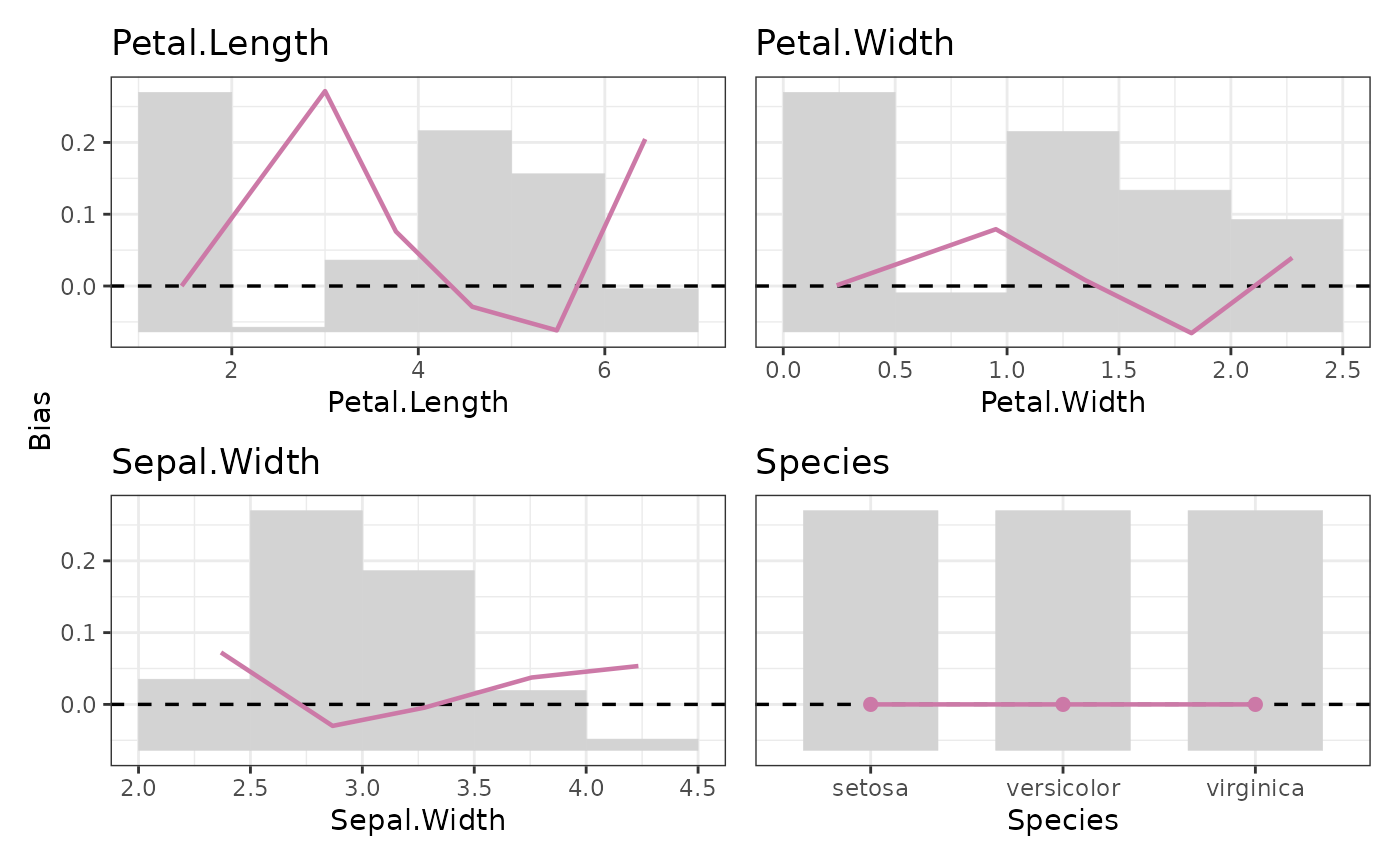 Petal.Length
Petal.Width
0.2
0.1
0.0
2 4 6
0.0 0.5 1.0 1.5 2.0 2.5
Petal.Length
Petal.Width
Bias
Sepal.Width
Species
0.2
0.1
0.0
2.0 2.5 3.0 3.5 4.0 4.5
setosa versicolor virginica
Sepal.Width
Species